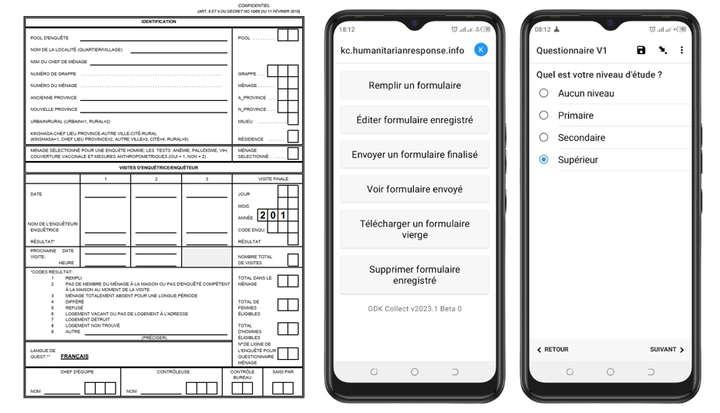 CONFIDENTIEL
(ART. 8 ET 9 DU DÉCRET NO 10/05 DU 11 FÉVRIER 2010)
IDENTIFICATION
POOL D'ENQUÊTE
POOL
NOM DE LA LOCALITÉ (QUARTIER/VILLAGE)
NOM DU CHEF DE MÉNAGE
NUMÉRO DE GRAPPE
GRAPPE
NUMÉRO DU MÉNAGE
MÉNAGE
ANCIENNE PROVINCE
A_PROVINCE
NOUVELLE PROVINCE
N_PROVINCE
URBAIN/RURAL (URBAIN=1, RURAL=2)
MILIEU
KINSHASA-CHEF LIEU PROVINCE-AUTRE VILLE-CITÉ/RURAL
(KINSHASA=1, CHEF LIEU PROVINCE=2, AUTRE VILLE=3, CITÉ=4, RURAL=5)
RÉSIDENCE
MÉNAGE SÉLECTIONNÉ POUR UNE ENQUÊTE HOMME; LES TESTS: ANÉMIE, PALUDISME, VIH,
COUVERTURE VACCINALE ET MESURES ANTHROPOMÉTRIQUES (OUI = 1, NON = 2)
MÉNAGE
SÉLECTIONNÉ
VISITES D'ENQUÊTRICE/ENQUÊTEUR
1 2 3 VISITE FINALE
DATE
JOUR
MOIS
ANNÉE 2 0 1
NOM DE L'ENQUÊTEUR/
ENQUÊTRICE
CODE ENQU.
RÉSULTAT*
RÉSULTAT
PROCHAINE DATE
VISITE: HEURE
NOMBRE TOTAL
DE VISITES
*CODES RÉSULTAT:
1 REMPLI
2 PAS DE MEMBRE DU MÉNAGE À LA MAISON OU PAS D'ENQUÊTÉ COMPÉTENT
À LA MAISON AU MOMENT DE LA VISITE
3 MÉNAGE TOTALEMENT ABSENT POUR UNE LONGUE PÉRIODE
4 DIFFÉRÉ
5 REFUSÉ
6 LOGEMENT VACANT OU PAS DE LOGEMENT À L'ADRESSE
7 LOGEMENT DÉTRUIT
8 LOGEMENT NON TROUVÉ
9 AUTRE
(PRÉCISER)
TOTAL DANS LE
MÉNAGE
TOTAL DE
FEMMES
ÉLIGIBLES
TOTAL
D'HOMMES
ÉLIGIBLES
N° DE LIGNE DE
L'ENQUÊTÉ POUR
QUESTIONNAIRE
MÉNAGE
LANGUE DE
QUEST.** FRANÇAIS
CHEF D'ÉQUIPE
NOM
CONTRÔLEUSE
NOM
CONTRÔLE
BUREAU
SAISI PAR
18:12
kc.humanitarianresponse.info K
Remplir un formulaire
Éditer formulaire enregistré
Envoyer un formulaire finalisé
Voir formulaire envoyé
Télécharger un formulaire
vierge
Supprimer formulaire
enregistré
ODK Collect v2023.1 Beta 0
08:12
Questionnaire V1
Quel est votre niveau d'étude ?
Aucun niveau
Primaire
Secondaire
Supérieur
RETOUR
SUIVANT